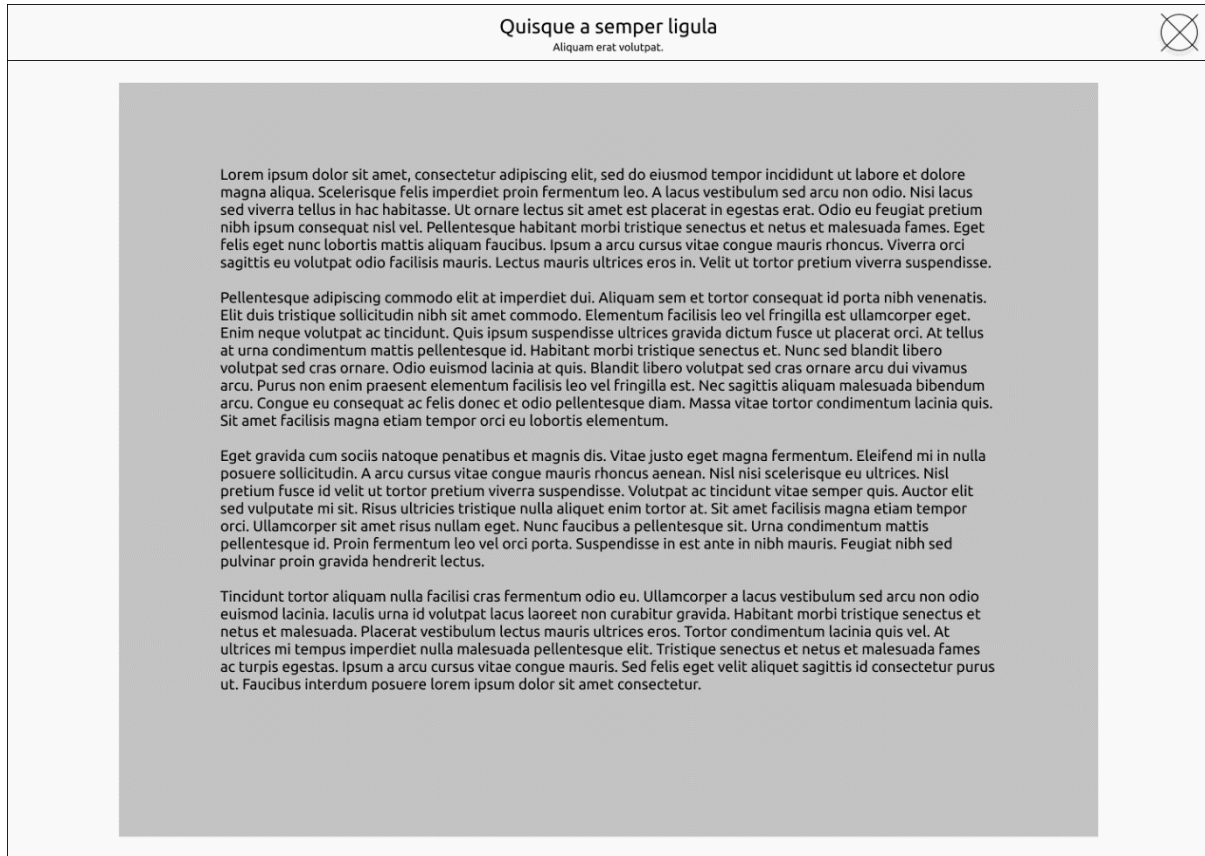 Quisque a semper ligula
Aliquam erat volutpat.
Lorem ipsum dolor sit amet, consectetur adipiscing elit, sed do eiusmod tempor incididunt ut labore et dolore
magna aliqua. Scelerisque felis imperdiet proin fermentum leo. A lacus vestibulum sed arcu non odio. Nisi lacus
sed viverra tellus in hac habitasse. Ut ornare lectus sit amet est placerat in egestas erat. Odio eu feugiat pretium
nibh ipsum consequat nisl vel. Pellentesque habitant morbi tristique senectus et netus et malesuada fames. Eget
felis eget nunc lobortis mattis aliquam faucibus. Ipsum a arcu cursus vitae congue mauris rhoncus. Viverra orci
sagittis eu volutpat odio facilisis mauris. Lectus mauris ultrices eros in. Velit ut tortor pretium viverra suspendisse.
Pellentesque adipiscing commodo elit at imperdiet dui. Aliquam sem et tortor consequat id porta nibh venenatis.
Elit duis tristique sollicitudin nibh sit amet commodo. Elementum facilisis leo vel fringilla est ullamcorper eget.
Enim neque volutpat ac tincidunt. Quis ipsum suspendisse ultrices gravida dictum fusce ut placerat orci. At tellus
at urna condimentum mattis pellentesque id. Habitant morbi tristique senectus et. Nunc sed blandit libero
volutpat sed cras ornare. Odio euismod lacinia at quis. Blandit libero volutpat sed cras ornare arcu dui vivamus
arcu. Purus non enim praesent elementum facilisis leo vel fringilla est. Nec sagittis aliquam malesuada bibendum
arcu. Congue eu consequat ac felis donec et odio pellentesque diam. Massa vitae tortor condimentum lacinia quis.
Sit amet facilisis magna etiam tempor orci eu lobortis elementum.
Eget gravida cum sociis natoque penatibus et magnis dis. Vitae justo eget magna fermentum. Eleifend mi in nulla
posuere sollicitudin. A arcu cursus vitae congue mauris rhoncus aenean. Nisl nisi scelerisque eu ultrices. Nisl
pretium fusce id velit ut tortor pretium viverra suspendisse. Volutpat ac tincidunt vitae semper quis. Auctor elit
sed vulputate mi sit. Risus ultricies tristique nulla aliquet enim tortor at. Sit amet facilisis magna etiam tempor
orci. Ullamcorper sit amet risus nullam eget. Nunc faucibus a pellentesque sit. Urna condimentum mattis
pellentesque id. Proin fermentum leo vel orci porta. Suspendisse in est ante in nibh mauris. Feugiat nibh sed
pulvinar proin gravida hendrerit lectus.
Tincidunt tortor aliquam nulla facilisi cras fermentum odio eu. Ullamcorper a lacus vestibulum sed arcu non odio
euismod lacinia. Iaculis urna id volutpat lacus laoreet non curabitur gravida. Habitant morbi tristique senectus et
netus et malesuada. Placerat vestibulum lectus mauris ultrices eros. Tortor condimentum lacinia quis vel. At
ultrices mi tempus imperdiet nulla malesuada pellentesque elit. Tristique senectus et netus et malesuada fames
ac turpis egestas. Ipsum a arcu cursus vitae congue mauris. Sed felis eget velit aliquet sagittis id consectetur purus
ut. Faucibus interdum posuere lorem ipsum dolor sit amet consectetur.